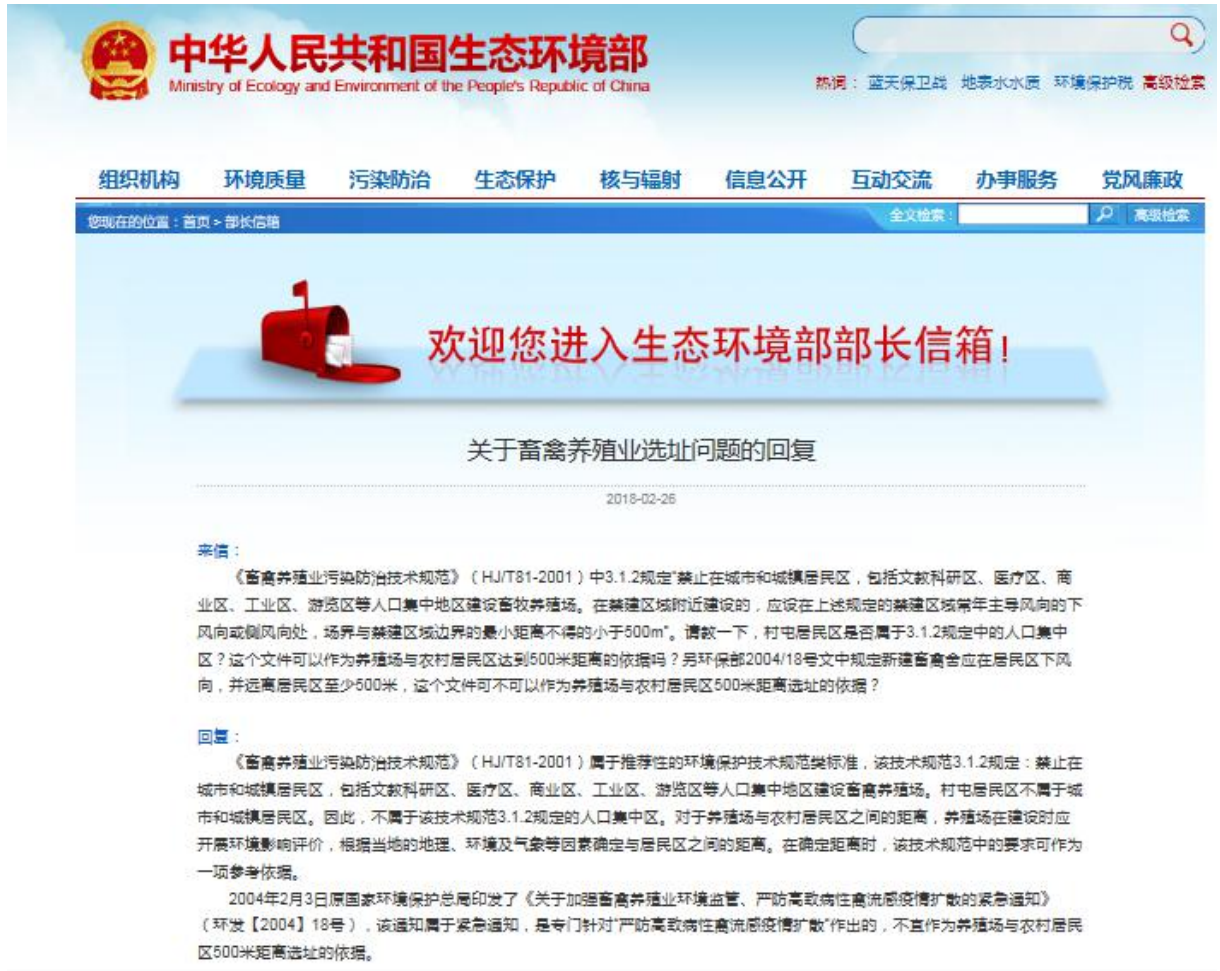 中华人民共和国生态环境部
Ministry of Ecology and Environment of the People's Republic of China
热词： 蓝天保卫战 地表水水质 环境保护税 高级检索
组织机构 环境质量 污染防治 生态保护 核与辐射 信息公开 互动交流 办事服务 党风廉政
您现在的位置：首页 > 部长信箱 全文检索： 高级检索
欢迎您进入生态环境部部长信箱！
关于畜禽养殖业选址问题的回复
2018-02-26
来信：
《畜禽养殖业污染防治技术规范》（HJ/T81-2001）中3.1.2规定"禁止在城市和城镇居民区，包括文教科研区、医疗区、商
业区、工业区、游览区等人口集中地区建设畜牧养殖场。在禁建区域附近建设的，应设在上述规定的禁建区域常年主导风向的下
风向或侧风向处，场界与禁建区域边界的最小距离不得的小于500m"。请教一下，村屯居民区是否属于3.1.2规定中的人口集中
区？这个文件可以作为养殖场与农村居民区达到500米距离的依据吗？另环保部2004/18号文中规定新建畜禽舍应在居民区下风
向，并远离居民区至少500米，这个文件可不可以作为养殖场与农村居民区500米距离选址的依据？
回复：
《畜禽养殖业污染防治技术规范》（HJ/T81-2001）属于推荐性的环境保护技术规范类标准，该技术规范3.1.2规定：禁止在
城市和城镇居民区，包括文教科研区、医疗区、商业区、工业区、游览区等人口集中地区建设畜禽养殖场。村屯居民区不属于城
市和城镇居民区。因此，不属于该技术规范3.1.2规定的人口集中区。对于养殖场与农村居民区之间的距离，养殖场在建设时应
开展环境影响评价，根据当地的地理、环境及气象等因素确定与居民区之间的距离。在确定距离时，该技术规范中的要求可作为
一项参考依据。
2004年2月3日原国家环境保护总局印发了《关于加强畜禽养殖业环境监管、严防高致病性禽流感疫情扩散的紧急通知》
（环发【2004】18号），该通知属于紧急通知，是专门针对"严防高致病性禽流感疫情扩散"作出的，不宜作为养殖场与农村居民
区500米距离选址的依据。